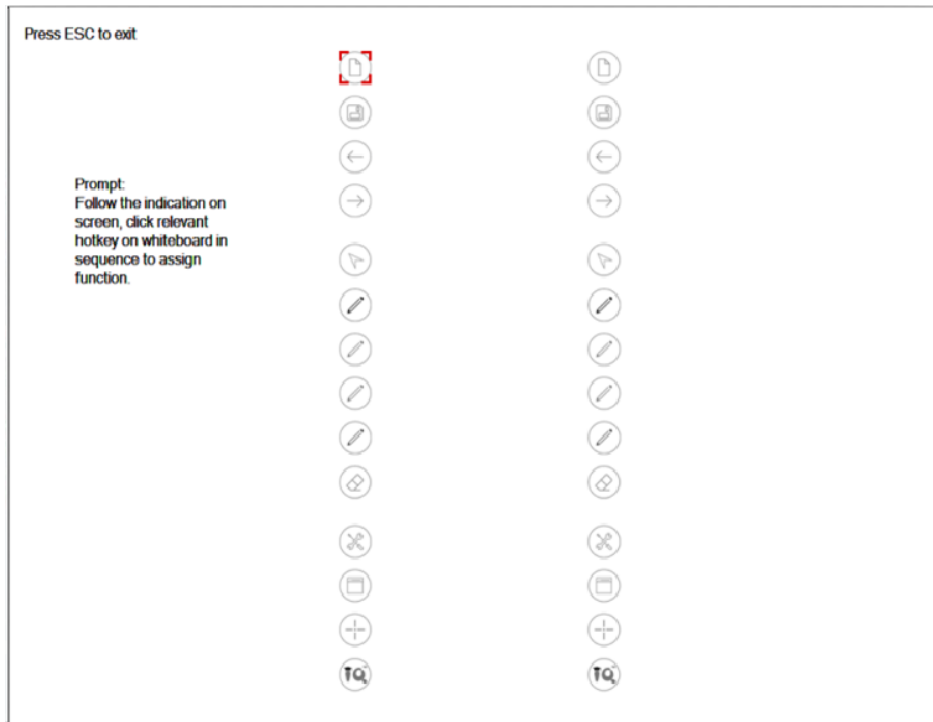 Press ESC to exit
Prompt:
Follow the indication on
screen, click relevant
hotkey on whiteboard in
sequence to assign
function.